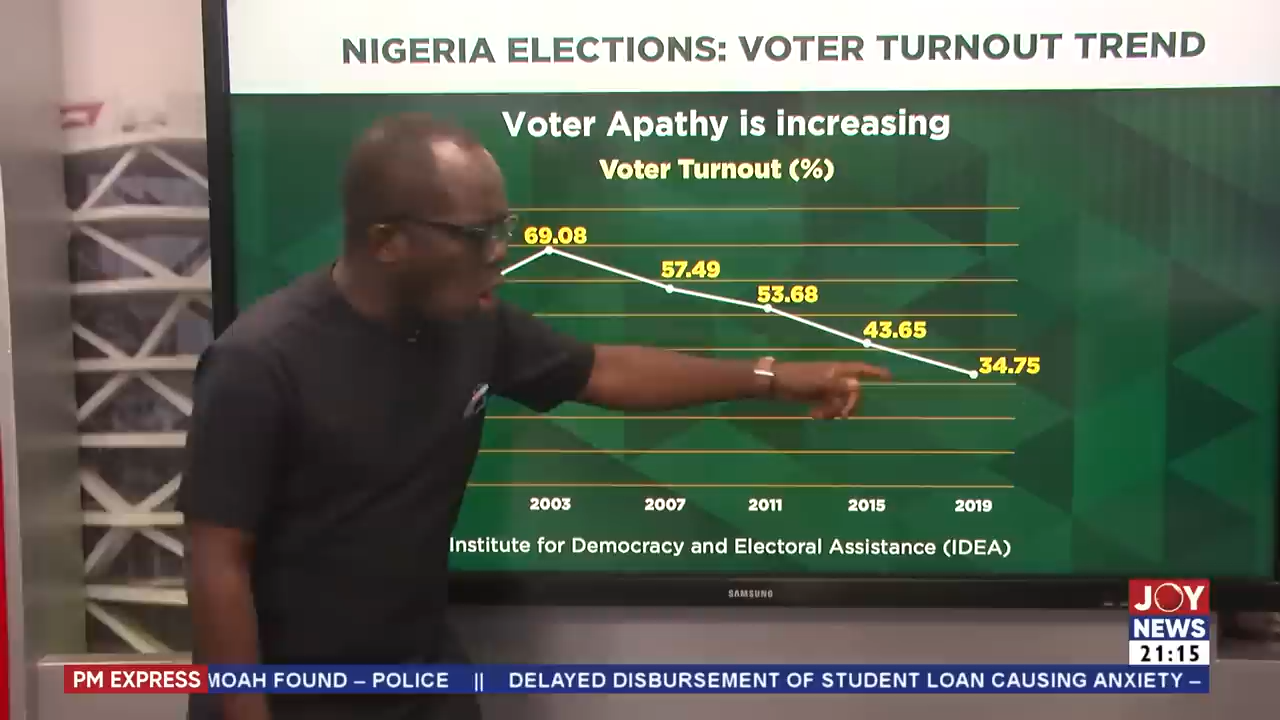 NIGERIA ELECTIONS: VOTER TURNOUT TREND
Voter Apathy is increasing
Voter Turnout (%)
69.08
57.49
53.68
43.65
34.75
2003 2007 2011 2015 2019
Institute for Democracy and Electoral Assistance (IDEA)
SAMSUNG
JOY
NEWS
21:15
PM EXPRESS MOAH FOUND – POLICE || DELAYED DISBURSEMENT OF STUDENT LOAN CAUSING ANXIETY –